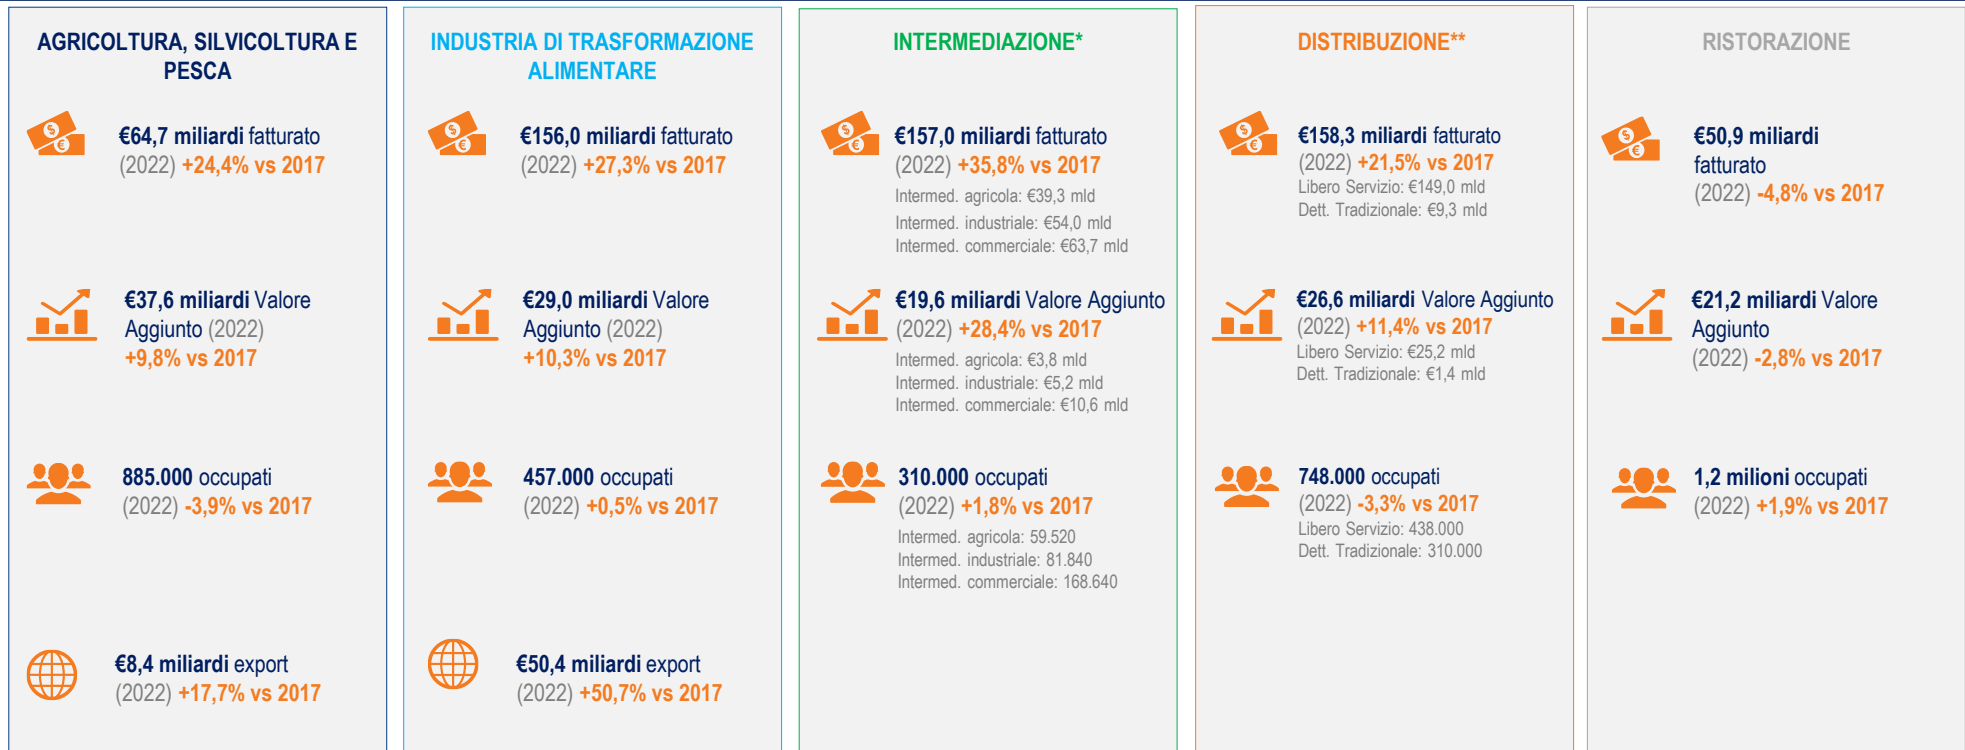 AGRICOLTURA, SILVICOLTURA E
PESCA
€64,7 miliardi fatturato
(2022) +24,4% vs 2017
€37,6 miliardi Valore
Aggiunto (2022)
+9,8% vs 2017
885.000 occupati
(2022) -3,9% vs 2017
€8,4 miliardi export
(2022) +17,7% vs 2017
INDUSTRIA DI TRASFORMAZIONE
ALIMENTARE
€156,0 miliardi fatturato
(2022) +27,3% vs 2017
€29,0 miliardi Valore
Aggiunto (2022)
+10,3% vs 2017
457.000 occupati
(2022) +0,5% vs 2017
€50,4 miliardi export
(2022) +50,7% vs 2017
INTERMEDIAZIONE*
€157,0 miliardi fatturato
(2022) +35,8% vs 2017
Intermed. agricola: €39,3 mld
Intermed. industriale: €54,0 mld
Intermed. commerciale: €63,7 mld
€19,6 miliardi Valore Aggiunto
(2022) +28,4% vs 2017
Intermed. agricola: €3,8 mld
Intermed. industriale: €5,2 mld
Intermed. commerciale: €10,6 mld
310.000 occupati
(2022) +1,8% vs 2017
Intermed. agricola: 59.520
Intermed. industriale: 81.840
Intermed. commerciale: 168.640
DISTRIBUZIONE**
€158,3 miliardi fatturato
(2022) +21,5% vs 2017
Libero Servizio: €149,0 mld
Dett. Tradizionale: €9,3 mld
€26,6 miliardi Valore Aggiunto
(2022) +11,4% vs 2017
Libero Servizio: €25,2 mld
Dett. Tradizionale: €1,4 mld
748.000 occupati
(2022) -3,3% vs 2017
Libero Servizio: 438.000
Dett. Tradizionale: 310.000
RISTORAZIONE
€50,9 miliardi
fatturato
(2022) -4,8% vs 2017
€21,2 miliardi Valore
Aggiunto
(2022) -2,8% vs 2017
1,2 milioni occupati
(2022) +1,9% vs 2017